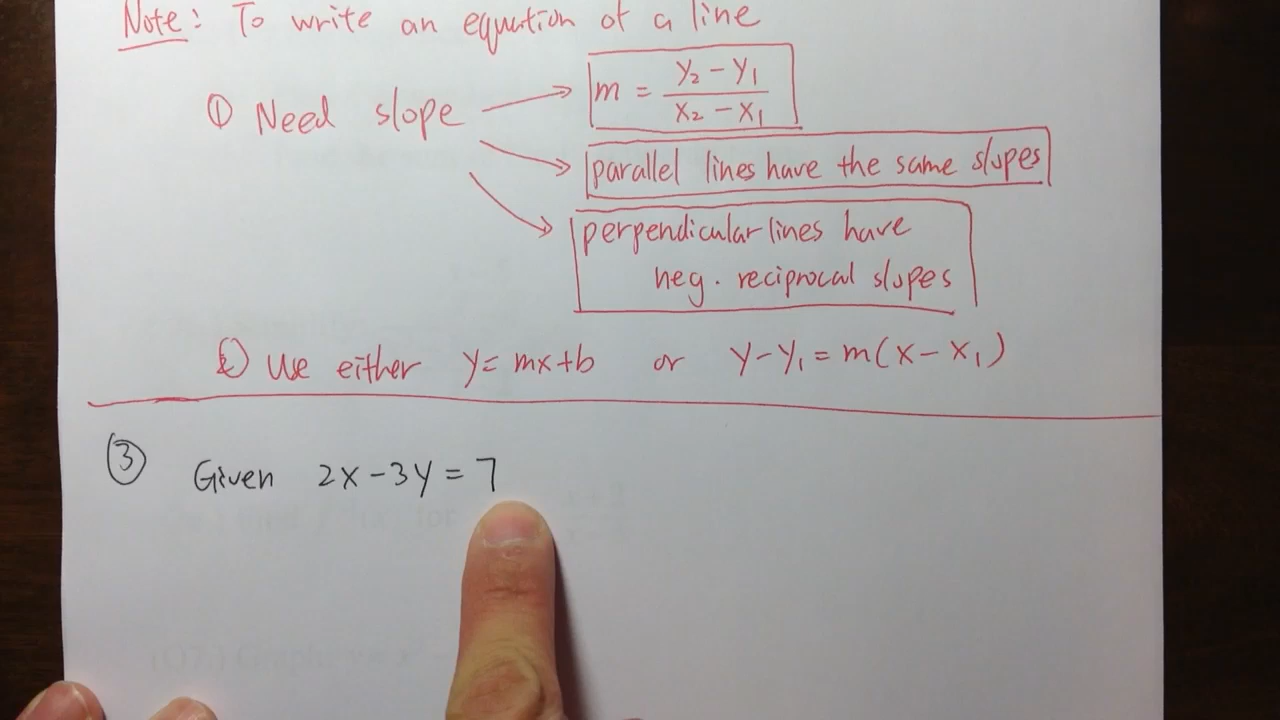 Note: To write an equation of a line
① Need slope
m = (y₂ - y₁)/(x₂ - x₁)
parallel lines have the same slopes
perpendicular lines have
neg. reciprocal slopes
② Use either y = mx+b or y-y₁ = m(x-x₁)
③ Given 2x-3y = 7